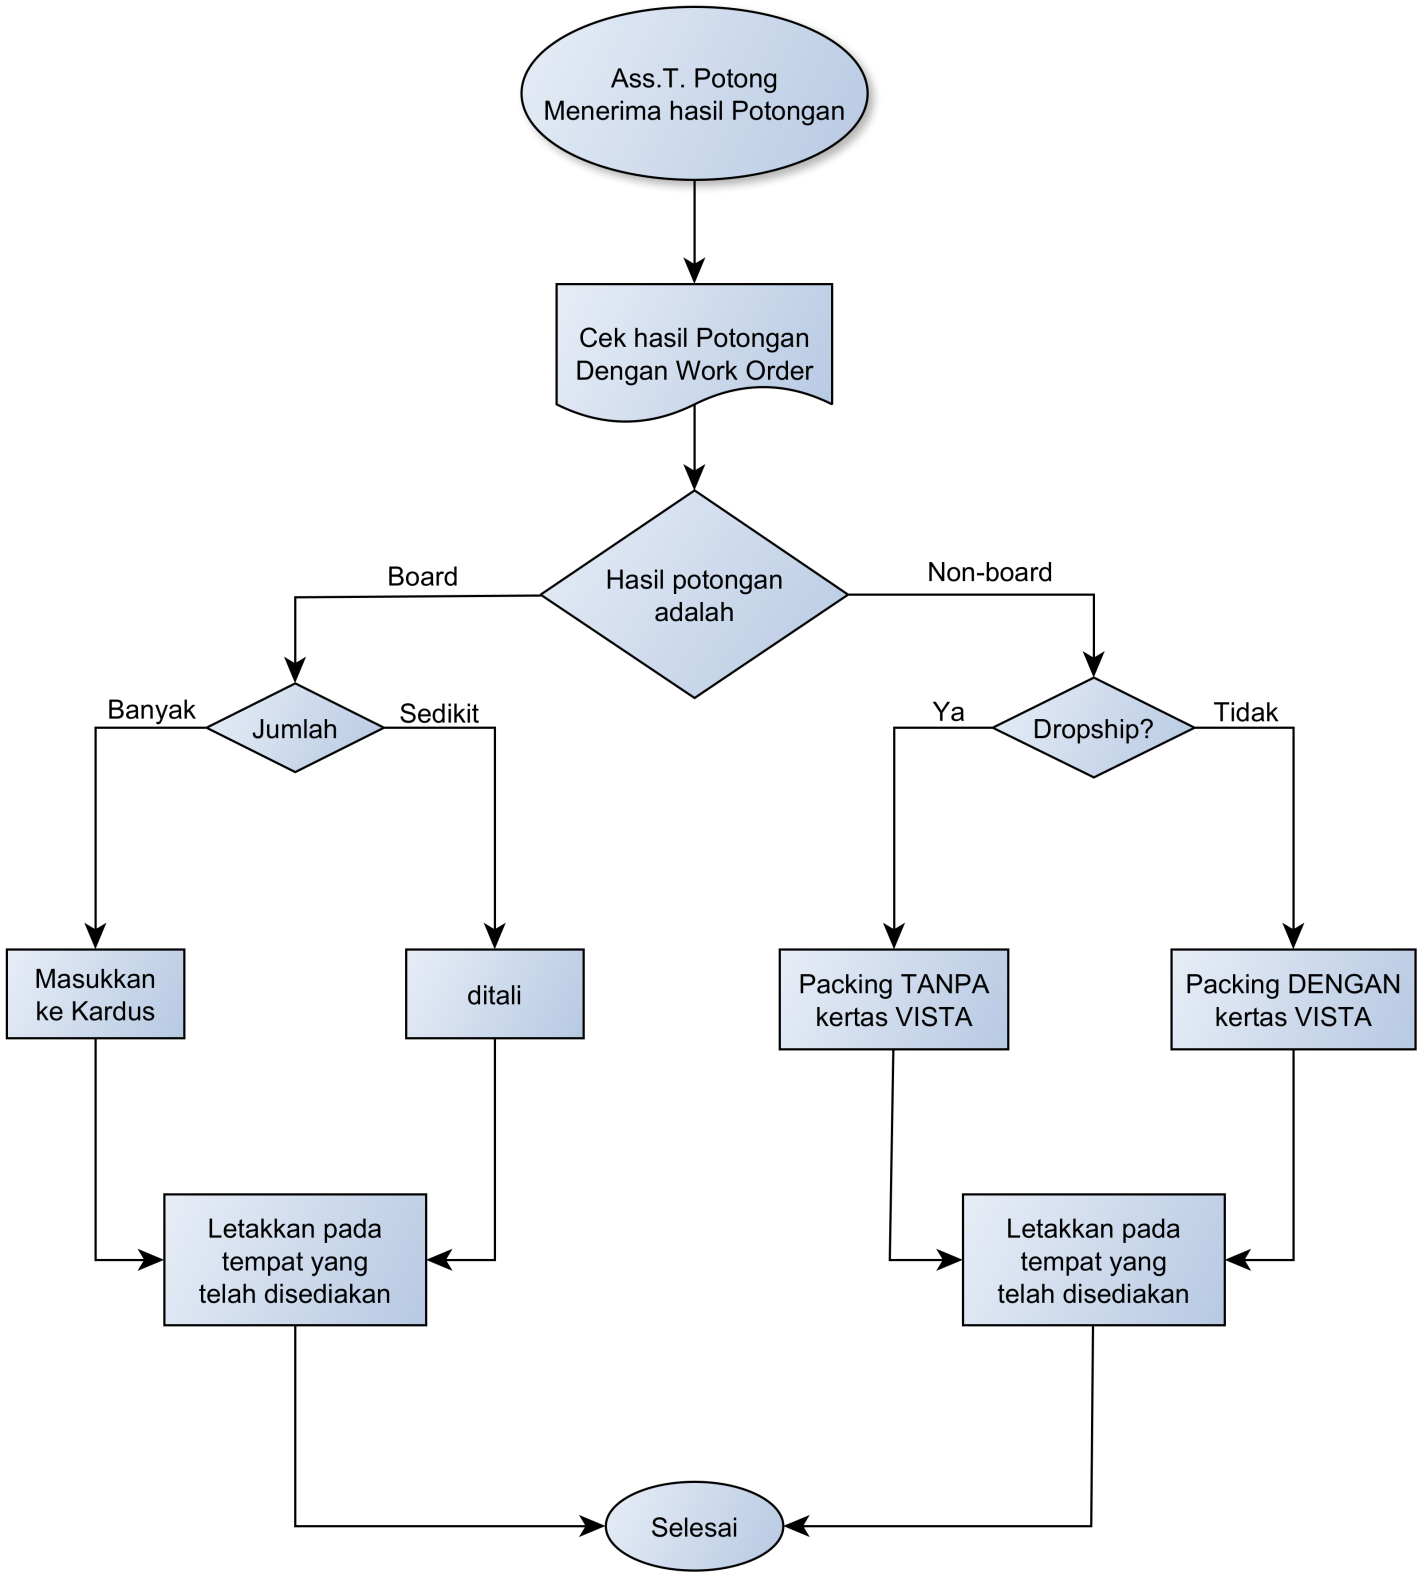 Ass.T. Potong
Menerima hasil Potongan
Cek hasil Potongan
Dengan Work Order
Hasil potongan
adalah
Board
Non-board
Jumlah
Banyak
Sedikit
Dropship?
Ya
Tidak
Masukkan
ke Kardus
ditali
Packing TANPA
kertas VISTA
Packing DENGAN
kertas VISTA
Letakkan pada
tempat yang
telah disediakan
Letakkan pada
tempat yang
telah disediakan
Selesai